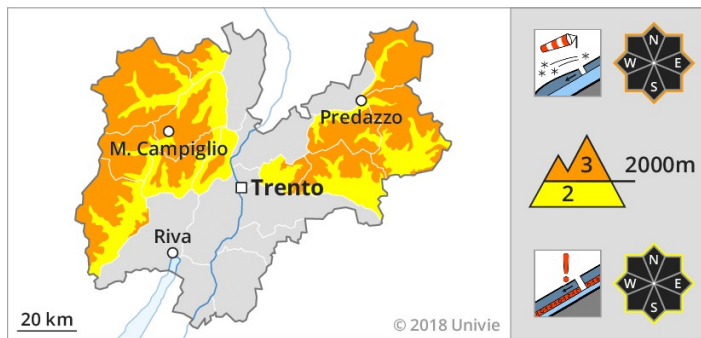 Predazzo
M. Campiglio
Trento
Riva
20 km
© 2018 Univie
N
W E
S
3 2000m
2
N
W E
S